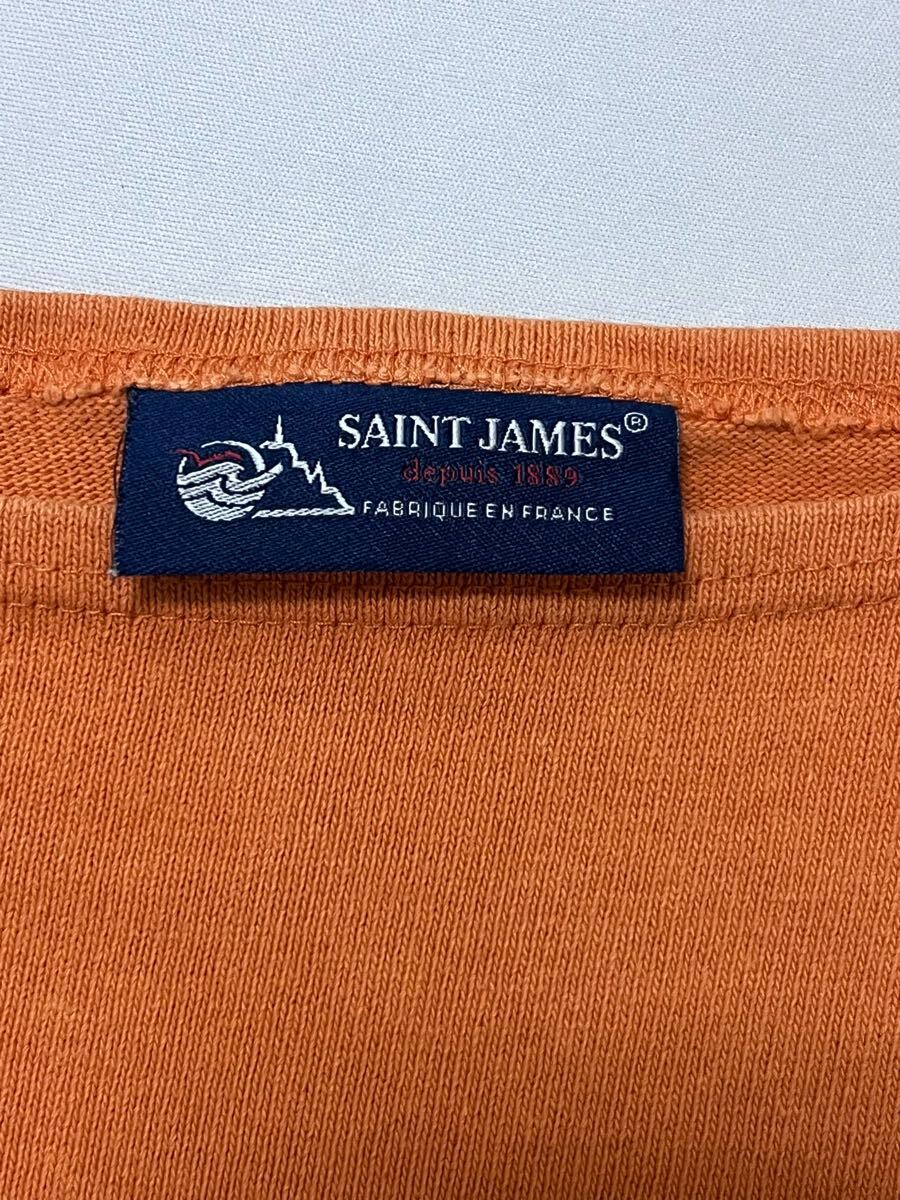 SAINT JAMES®
depuis 1889
FABRIQUE EN FRANCE